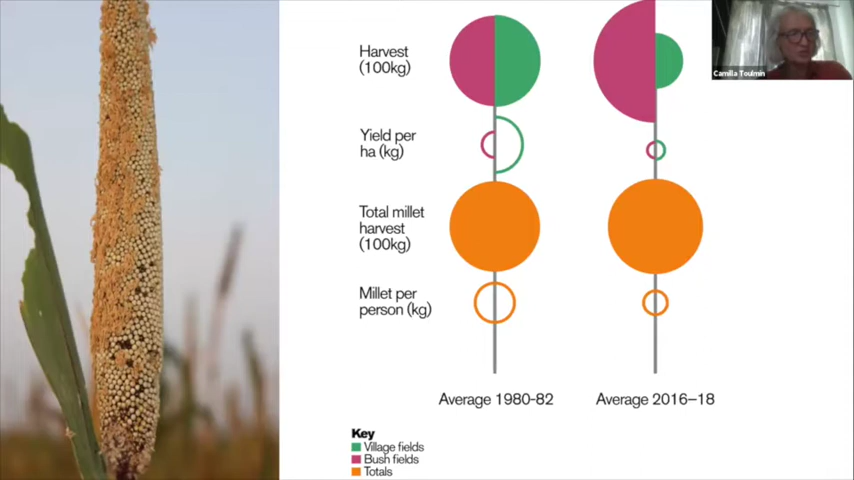 Harvest
(100kg)
Camilla Toulmin
Yield per
ha (kg)
Total millet
harvest
(100kg)
Millet per
person (kg)
Average 1980-82
Average 2016–18
Key
Village fields
Bush fields
Totals